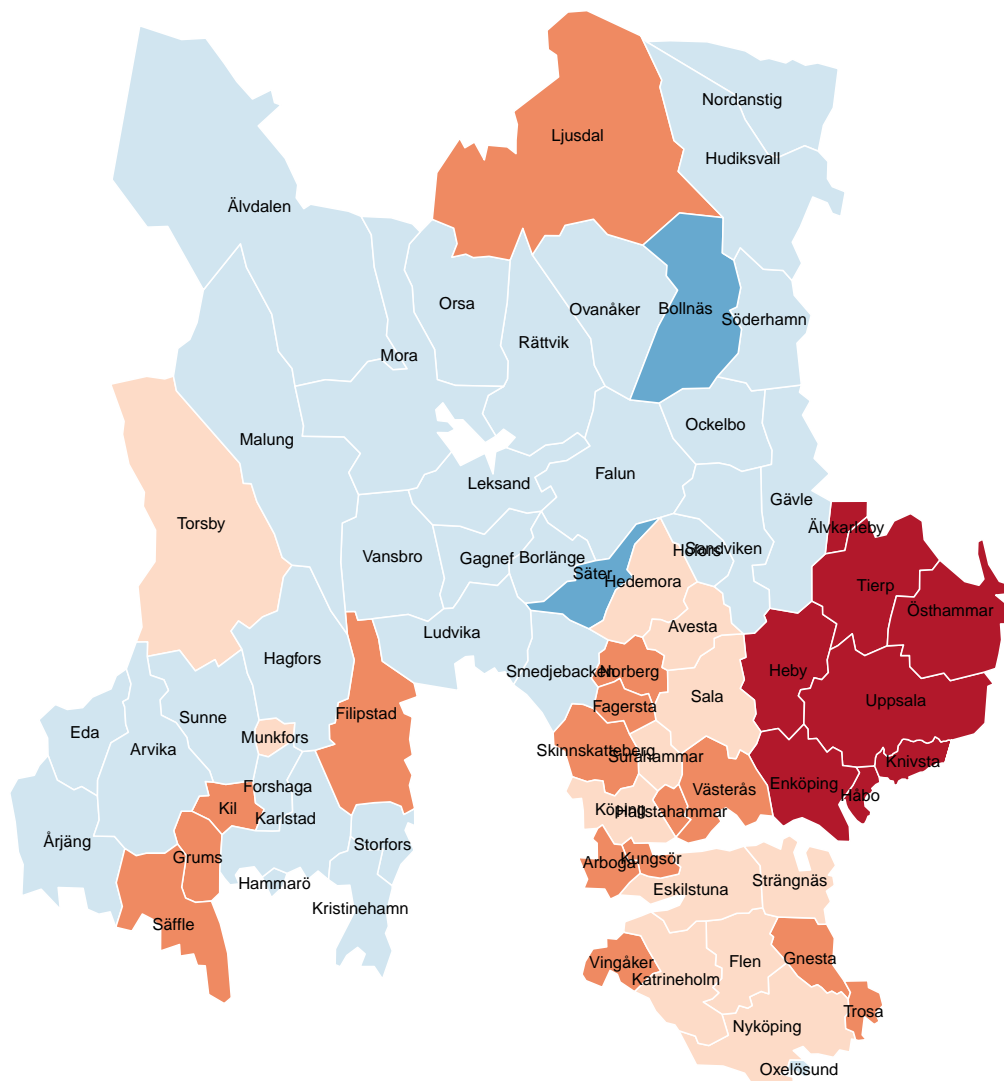 Nordanstig
Ljusdal
Hudiksvall
Älvdalen
Orsa
Bollnäs
Ovanåker
Söderhamn
Rättvik
Mora
Ockelbo
Malung
Falun
Leksand
Gävle
Torsby
Älvkarleby
Sandviken
Hofors
Vansbro
Gagnef
Borlänge
Säter
Hedemora
Tierp
Östhammar
Avesta
Ludvika
Hagfors
Smedjebacken
Norberg
Heby
Sala
Uppsala
Fagersta
Filipstad
Sunne
Eda
Munkfors
Arvika
Skinnskatteberg
Surahammar
Knivsta
Enköping
Forshaga
Västerås
Håbo
Kil
Köping
Hallstahammar
Karlstad
Årjäng
Storfors
Grums
Kungsör
Arboga
Strängnäs
Hammarö
Eskilstuna
Kristinehamn
Säffle
Gnesta
Flen
Vingåker
Katrineholm
Trosa
Nyköping
Oxelösund